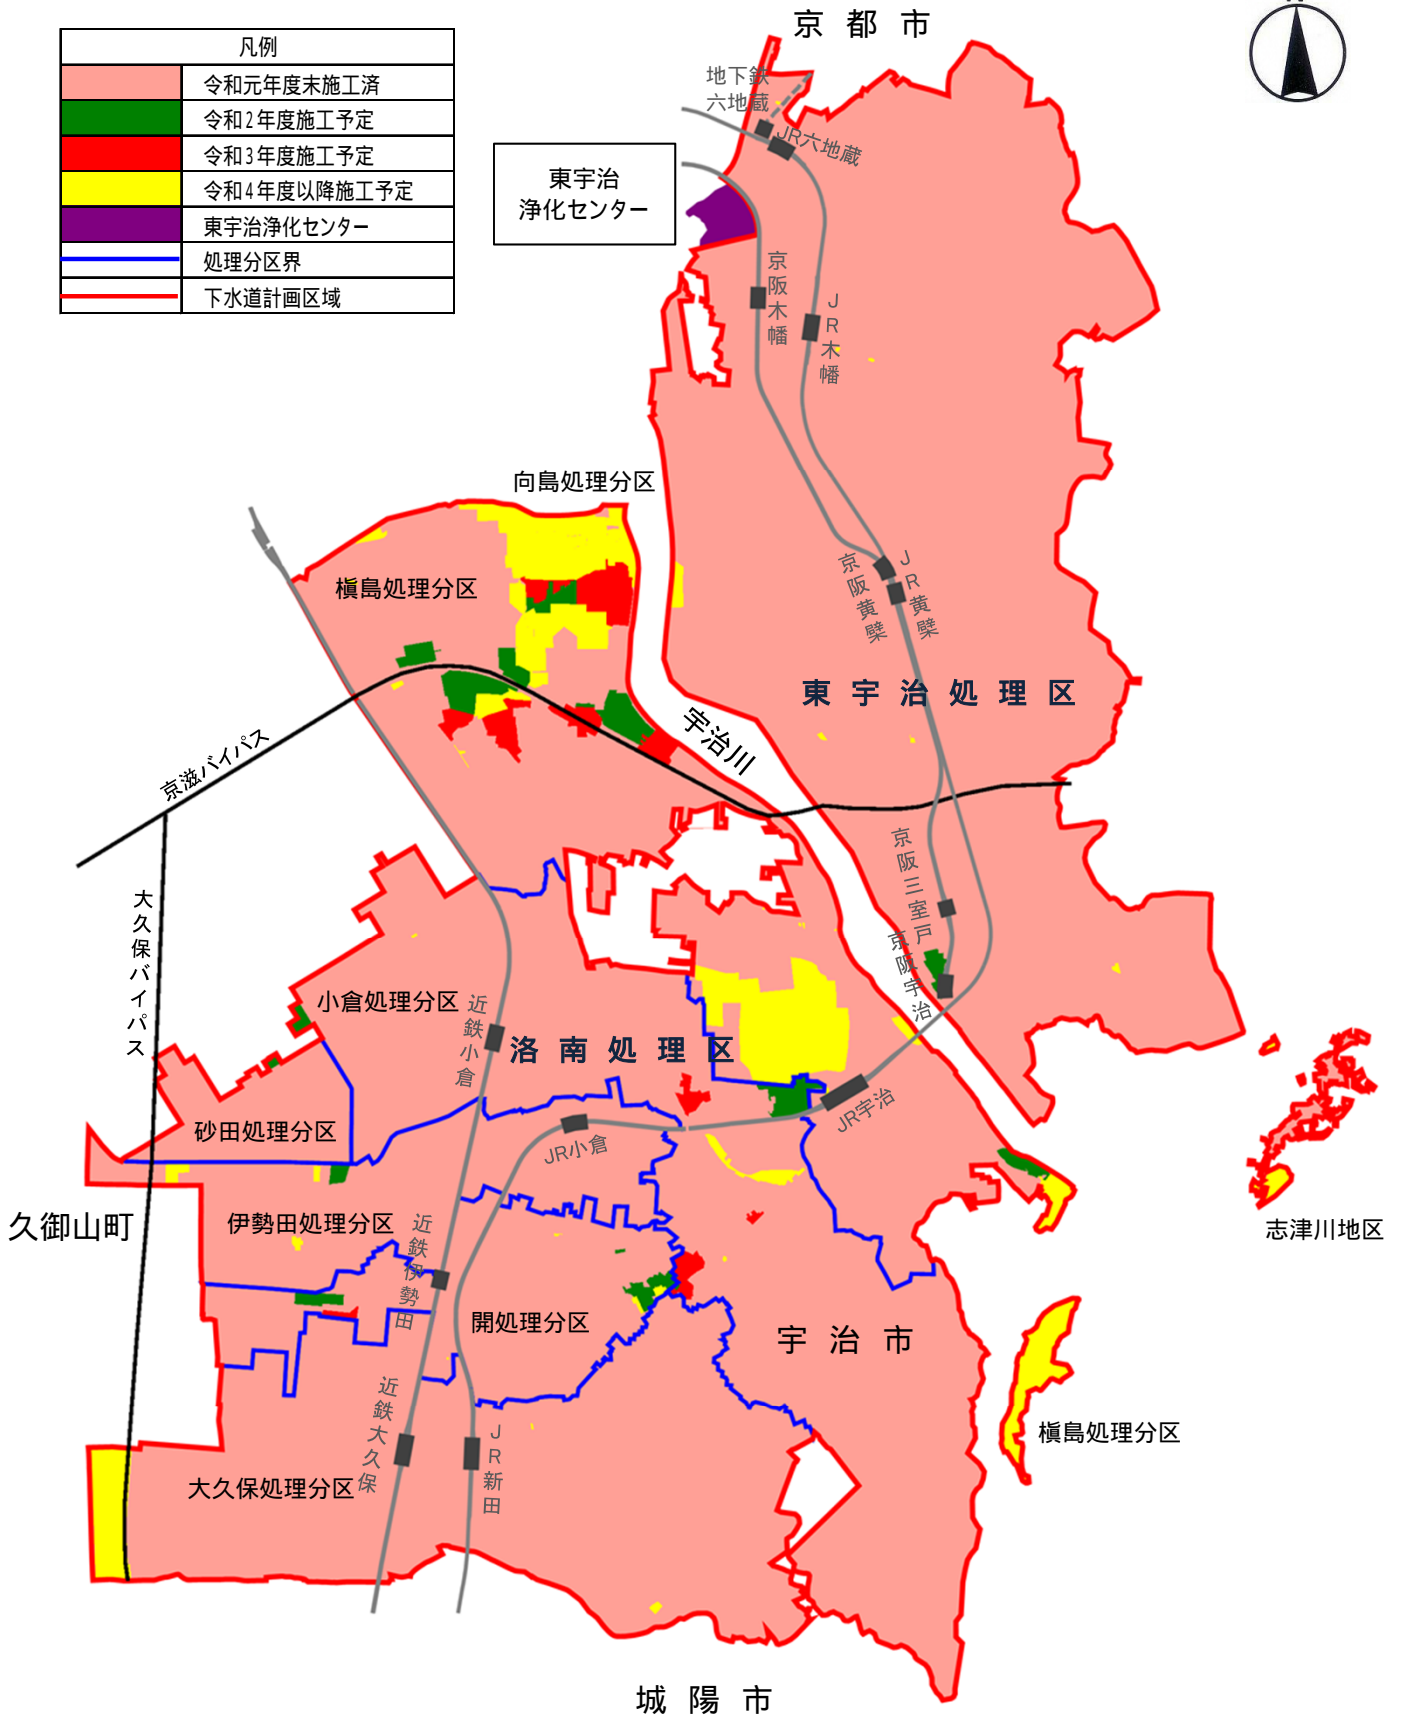 京都市
凡例
令和元年度末施工済
令和2年度施工予定
令和3年度施工予定
令和4年度以降施工予定
東宇治浄化センター
処理分区界
下水道計画区域
地下鉄
六地蔵
JR六地蔵
東宇治
浄化センター
京阪木幡
JR木幡
向島処理分区
槇島処理分区
京阪黄檗
JR黄檗
東宇治処理区
宇治川
京滋バイパス
大久保バイパス
京阪三室戸
京阪宇治
小倉処理分区
近鉄小倉
洛南処理区
砂田処理分区
JR小倉
JR宇治
久御山町
伊勢田処理分区
近鉄伊勢田
志津川地区
開処理分区
宇治市
槇島処理分区
近鉄大久保
JR新田
大久保処理分区
城陽市